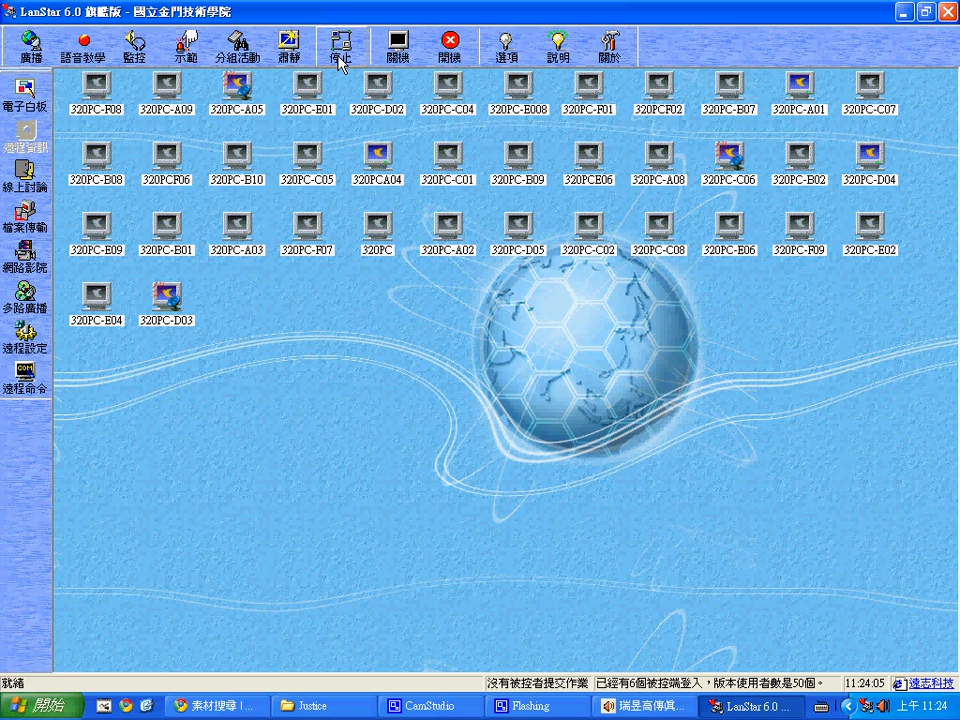 LanStar 6.0 旗艦版 - 國立金門技術學院
廣播 語音教學 監控 示範 分組活動 肅靜 停止 關機 開機 選項 說明 關於
電子白板
遠程資訊
線上討論
檔案傳輸
網路影院
多路廣播
遠程設定
遠程命令
320PC-F08 320PC-A09 320PC-A05 320PC-E01 320PC-D02 320PC-C04 320PC-E008 320PC-F01 320PCF02 320PC-B07 320PC-A01 320PC-C07
320PC-B08 320PCF06 320PC-B10 320PC-C05 320PCA04 320PC-C01 320PC-B09 320PCE06 320PC-A08 320PC-C06 320PC-B02 320PC-D04
320PC-E09 320PC-B01 320PC-A03 320PC-F07 320PC 320PC-A02 320PC-D05 320PC-C02 320PC-C08 320PC-E06 320PC-F09 320PC-E02
320PC-E04 320PC-D03
COM
就緒 沒有被控者提交作業 已經有6個被控端登入，版本使用者數是50個。 11:24:05 遠志科技
開始 素材搜尋 |... Justice CamStudio Flashing 瑞昱高傳真... LanStar 6.0 ... 上午 11:24